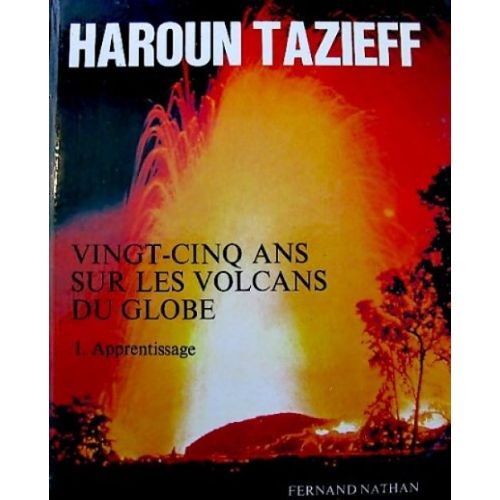 HAROUN TAZIEFF
VINGT-CINQ ANS
SUR LES VOLCANS
DU GLOBE
1. Apprentissage
FERNAND NATHAN